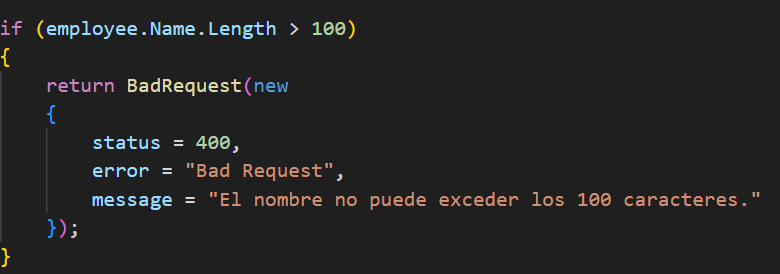 if (employee.Name.Length > 100)
{
    return BadRequest(new
    {
        status = 400,
        error = "Bad Request",
        message = "El nombre no puede exceder los 100 caracteres."
    });
}